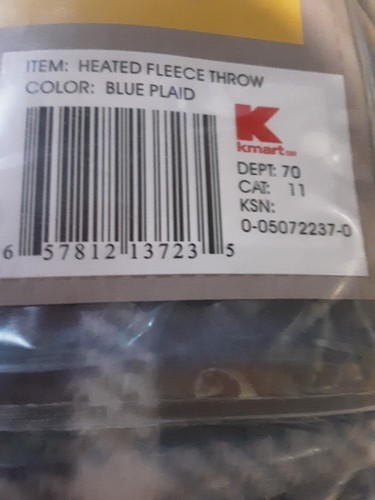 ITEM: HEATED FLEECE THROW
COLOR: BLUE PLAID
K
kmart
DEPT: 70
CAT: 11
KSN:
0-05072237-0
6 57812 13723 5